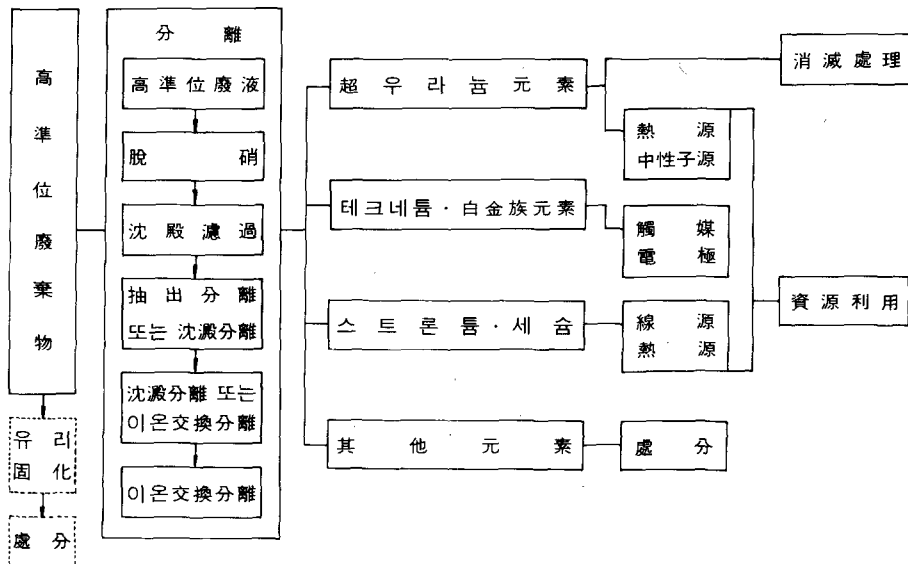 高準位廢棄物
유리
固化
處分
分離
高準位廢液
脫硝
沈殿濾過
抽出分離
또는 沈澱分離
沈澱分離 또는
이온交換分離
이온交換分離
超우라늄元素
테크네튬·白金族元素
스트론튬·세슘
其他元素
消滅處理
熱源
中性子源
觸媒
電極
線源
熱源
處分
資源利用